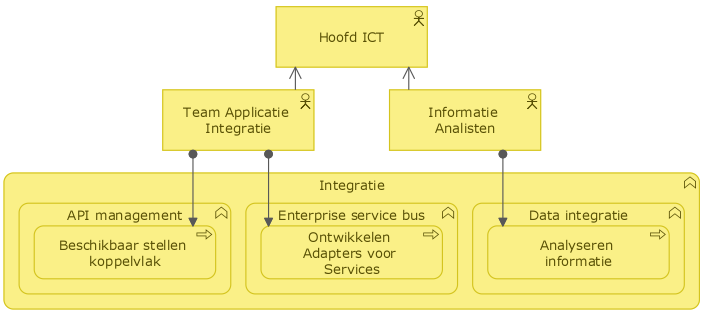 Hoofd ICT
Team Applicatie
Integratie
Informatie
Analisten
Integratie
API management
Enterprise service bus
Data integratie
Beschikbaar stellen
koppelvlak
Ontwikkelen
Adapters voor
Services
Analyseren
informatie